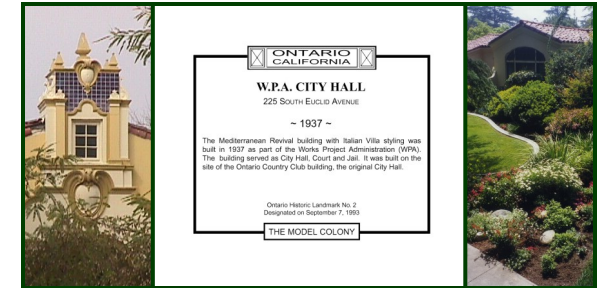 ONTARIO
CALIFORNIA
W.P.A. CITY HALL
225 SOUTH EUCLID AVENUE
~ 1937 ~
The Mediterranean Revival building with Italian Villa styling was
built in 1937 as part of the Works Project Administration (WPA).
The building served as City Hall, Court and Jail. It was built on the
site of the Ontario Country Club building, the original City Hall.
Ontario Historic Landmark No. 2
Designated on September 7, 1993
THE MODEL COLONY